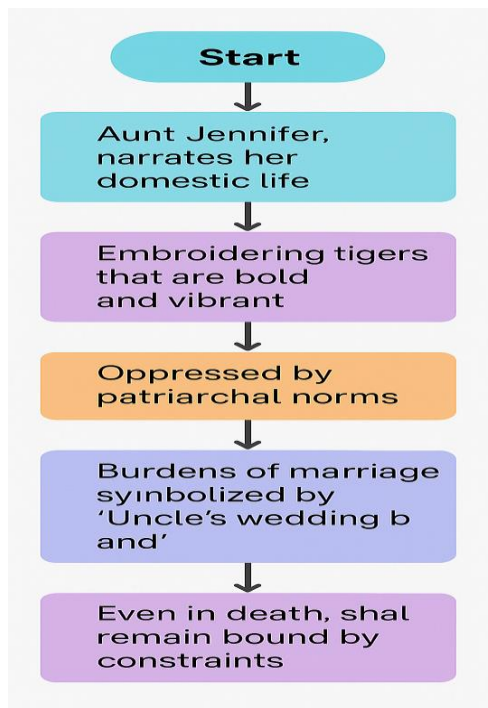 Start
Aunt Jennifer,
narrates her
domestic life
Embroidering tigers
that are bold
and vibrant
Oppressed by
patriarchal norms
Burdens of marriage
syınbolized by
‘Uncle’s wedding b
and’
Even in death, shal
remain bound by
constraints